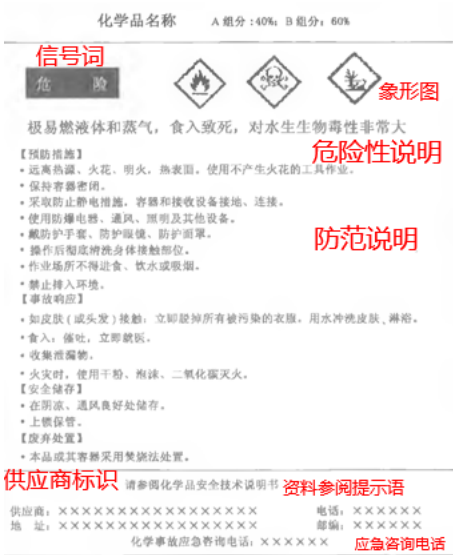 化学品名称 A 组分:40%; B 组分: 60%
信号词
危 险
象形图
极易燃液体和蒸气，食入致死，对水生生物毒性非常大
危险性说明
【预防措施】
• 远离热源、火花、明火，热表面。使用不产生火花的工具作业。
• 保持容器密闭。
• 采取防止静电措施，容器和接收设备接地、连接。
• 使用防爆电器、通风、照明及其他设备。
防范说明
• 戴防护手套、防护眼镜、防护面罩。
• 操作后彻底清洗身体接触部位。
• 作业场所不得进食、饮水或吸烟。
• 禁止排入环境。
【事故响应】
• 如皮肤(或头发)接触：立即脱掉所有被污染的衣服。用水冲洗皮肤、淋浴。
• 食入：催吐，立即就医。
• 收集泄漏物。
• 火灾时，使用干粉、泡沫、二氧化碳灭火。
【安全储存】
• 在阴凉、通风良好处储存。
• 上锁保管。
【废弃处置】
• 本品或其容器采用焚烧法处置。
供应商标识 请参阅化学品安全技术说明书 资料参阅提示语
供应商：××××××××××××××××× 电话：××××××
地 址：××××××××××××××××× 邮编：××××××
化学事故应急咨询电话：×××××× 应急咨询电话